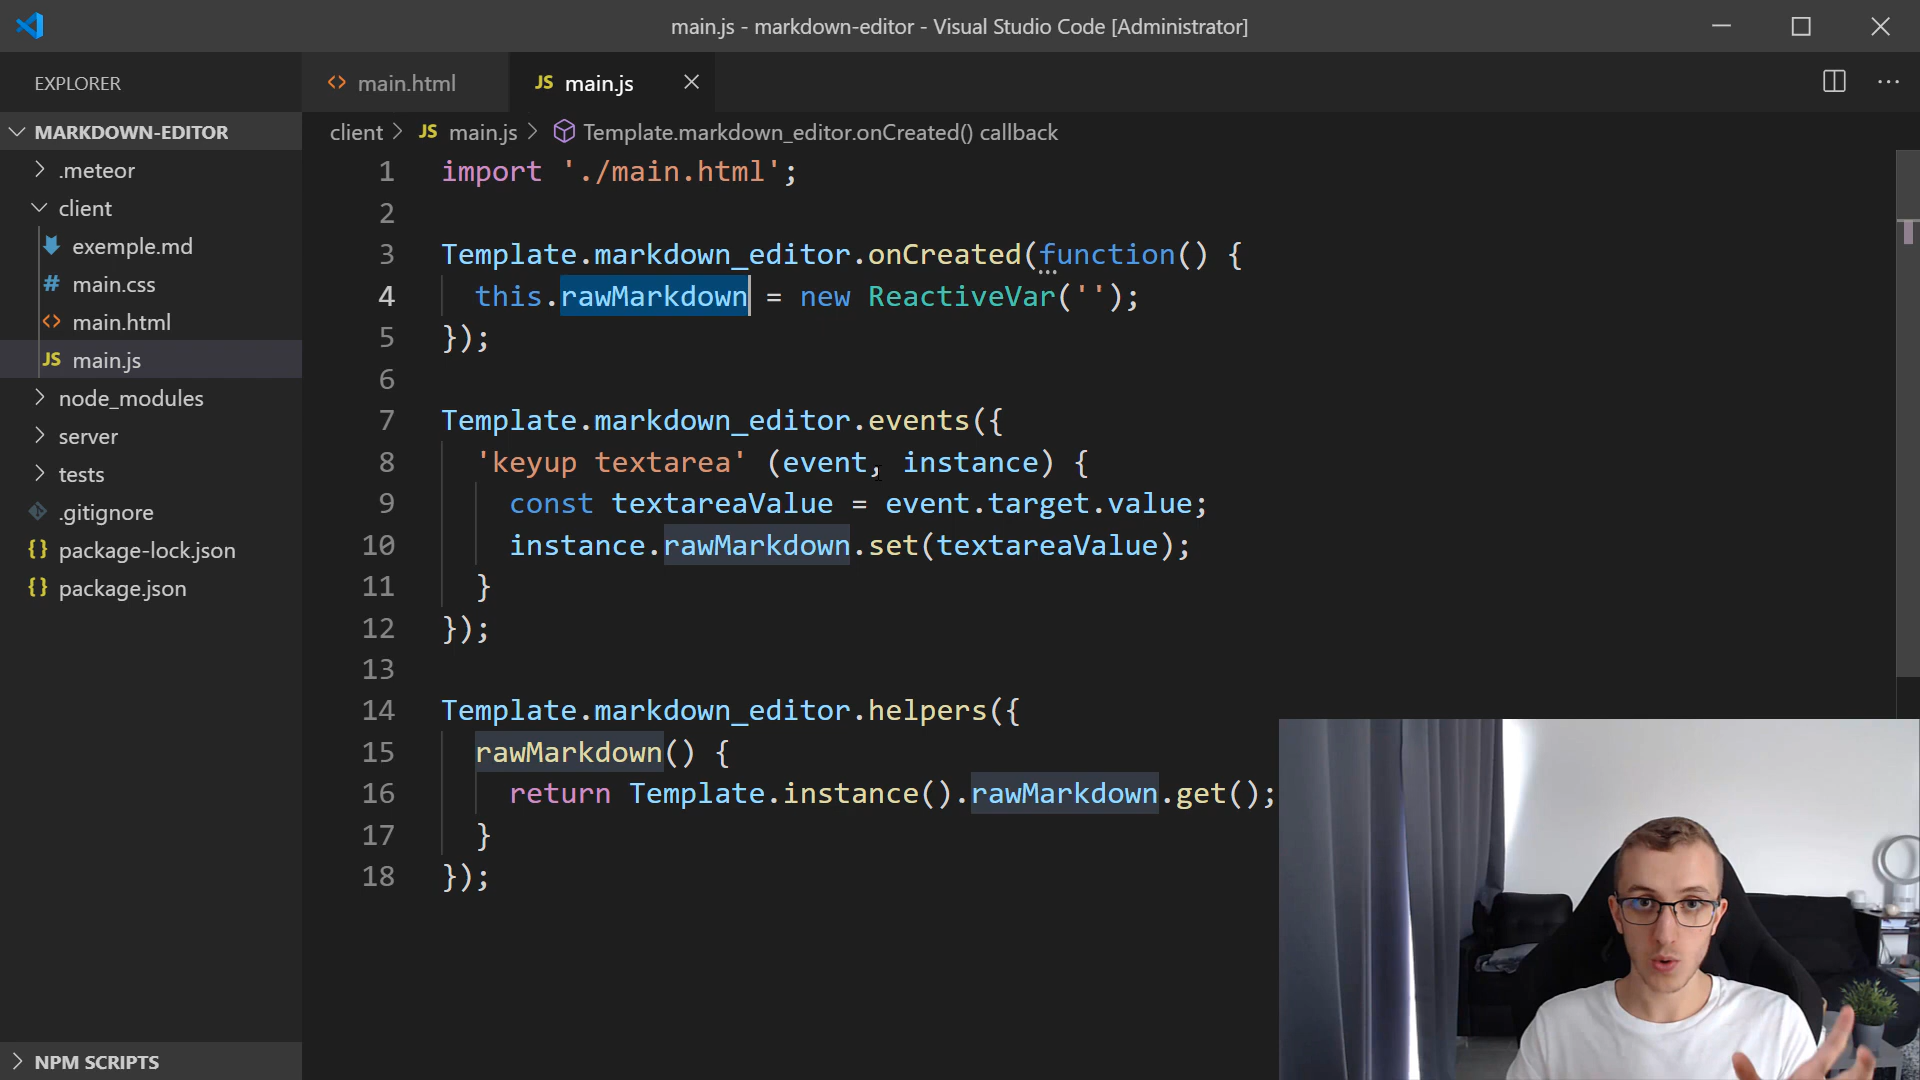 main.js - markdown-editor - Visual Studio Code [Administrator]
EXPLORER
MARKDOWN-EDITOR
.meteor
client
exemple.md
# main.css
<> main.html
JS main.js
node_modules
server
tests
.gitignore
{} package-lock.json
{} package.json
NPM SCRIPTS
<> main.html
JS main.js
client > JS main.js > Template.markdown_editor.onCreated() callback
1 import './main.html';
2
3 Template.markdown_editor.onCreated(function() {
4 this.rawMarkdown = new ReactiveVar('');
5 });
6
7 Template.markdown_editor.events({
8 'keyup textarea' (event, instance) {
9 const textareaValue = event.target.value;
10 instance.rawMarkdown.set(textareaValue);
11 }
12 });
13
14 Template.markdown_editor.helpers({
15 rawMarkdown() {
16 return Template.instance().rawMarkdown.get();
17 }
18 });